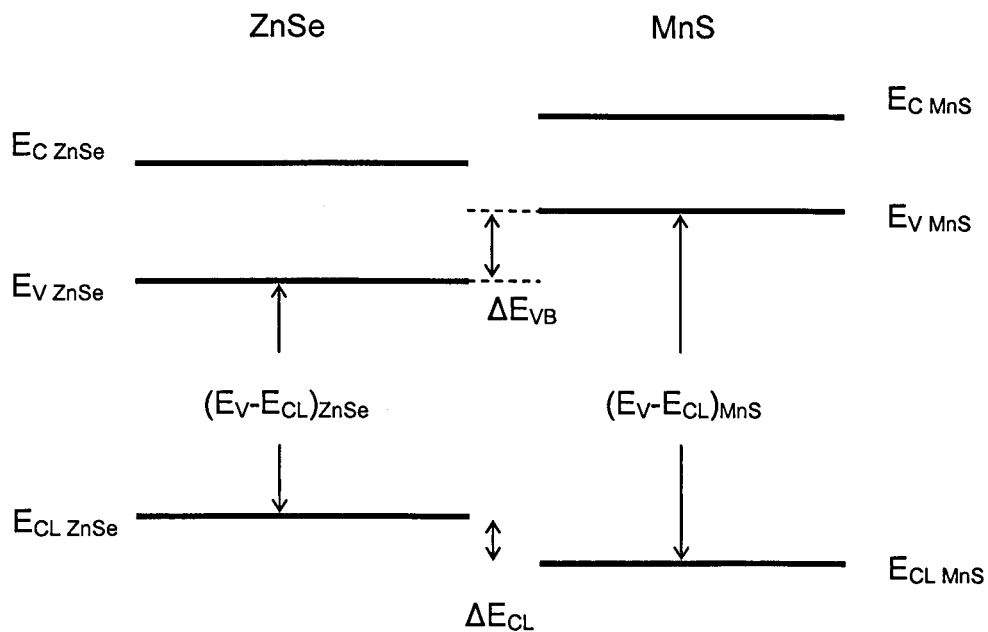 ZnSe
MnS
E_C ZnSe
E_C MnS
E_V ZnSe
E_V MnS
ΔE_VB
(E_V-E_CL)_ZnSe
(E_V-E_CL)_MnS
E_CL ZnSe
E_CL MnS
ΔE_CL